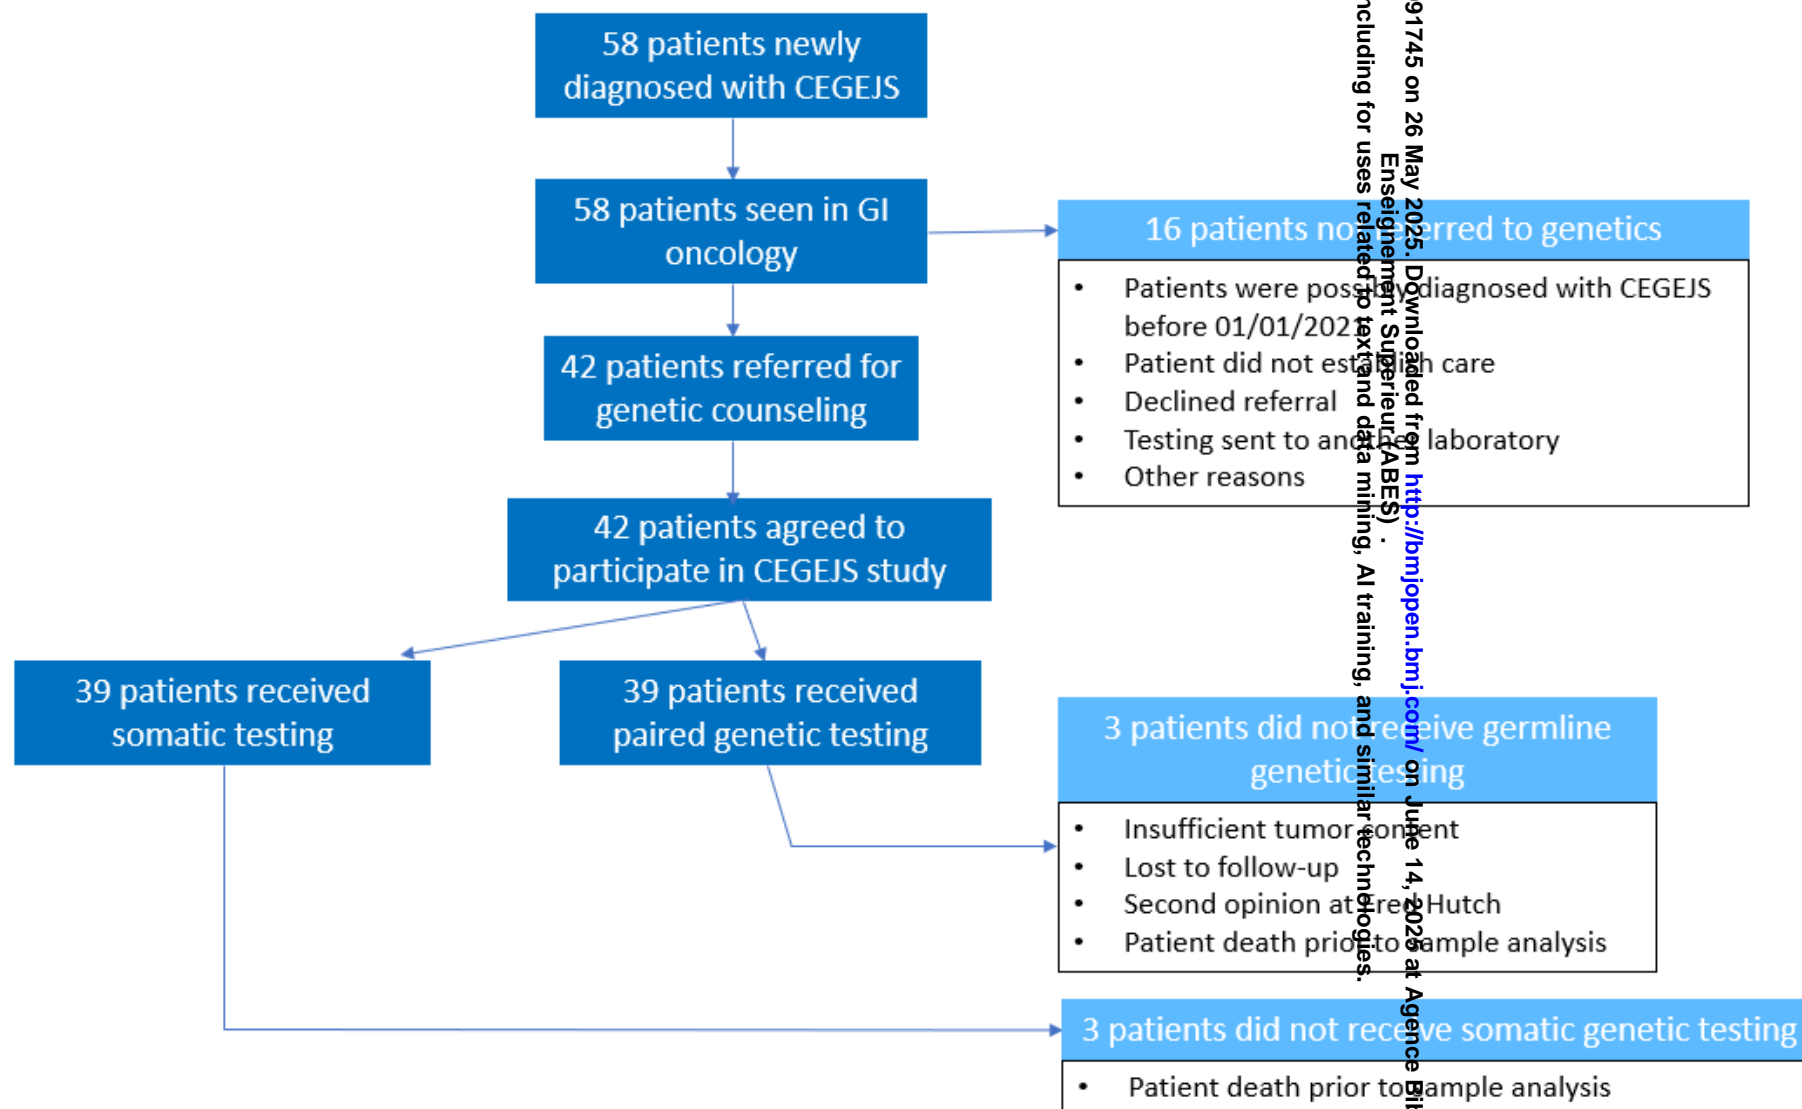 58 patients newly
diagnosed with CEGEJS
58 patients seen in GI
oncology
16 patients not referred to genetics
• Patients were possibly diagnosed with CEGEJS
before 01/01/2021
• Patient did not establish care
• Declined referral
• Testing sent to another laboratory
• Other reasons
42 patients referred for
genetic counseling
42 patients agreed to
participate in CEGEJS study
39 patients received
somatic testing
39 patients received
paired genetic testing
3 patients did not receive germline
genetic testing
• Insufficient tumor content
• Lost to follow-up
• Second opinion at Fred Hutch
• Patient death prior to sample analysis
3 patients did not receive somatic genetic testing
• Patient death prior to sample analysis
91745 on 26 May 2025. Downloaded from http://bmjopen.bmj.com/ on June 14, 2025 at Agence
Enseignement Superieur (ABES) .
ncluding for uses related to text and data mining, AI training, and similar technologies.